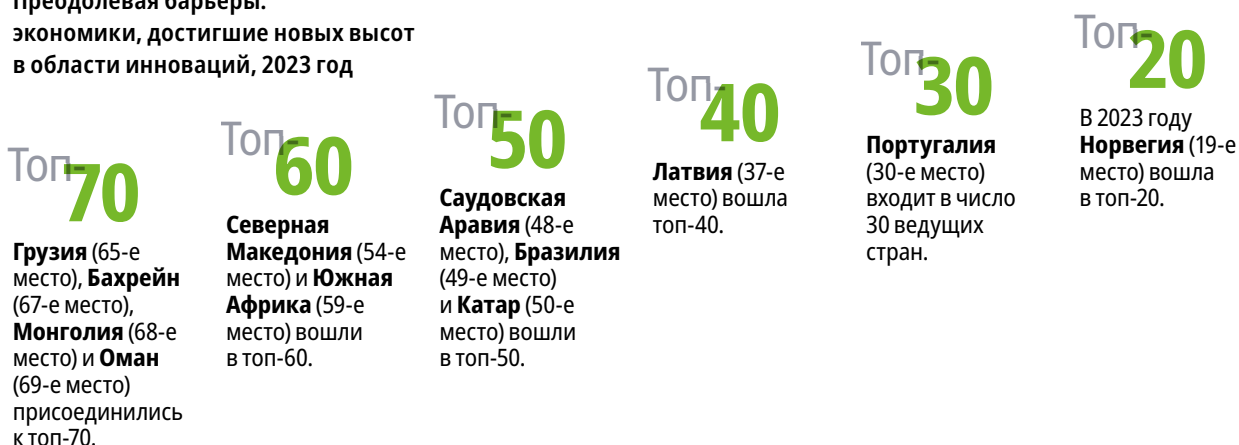 Преодолевая барьеры:
экономики, достигшие новых высот
в области инноваций, 2023 год
Топ-70
Грузия (65-е
место), Бахрейн
(67-е место),
Монголия (68-е
место) и Оман
(69-е место)
присоединились
к топ-70.
Топ-60
Северная
Македония (54-е
место) и Южная
Африка (59-е
место) вошли
в топ-60.
Топ-50
Саудовская
Аравия (48-е
место), Бразилия
(49-е место)
и Катар (50-е
место) вошли
в топ-50.
Топ-40
Латвия (37-е
место) вошла
топ-40.
Топ-30
Португалия
(30-е место)
входит в число
30 ведущих
стран.
Топ-20
В 2023 году
Норвегия (19-е
место) вошла
в топ-20.